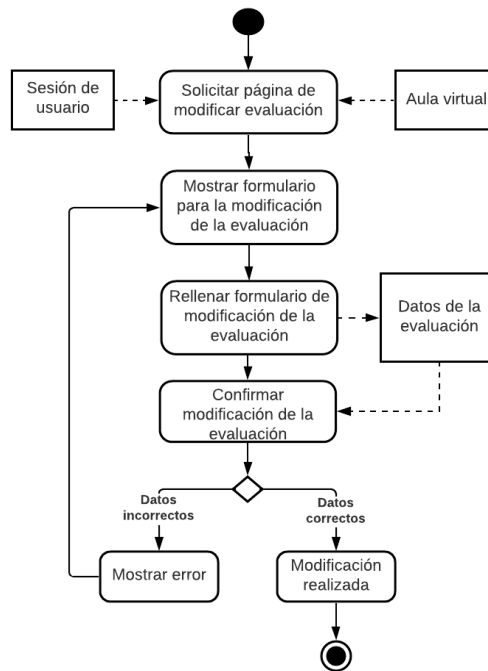 Sesión de
usuario
Solicitar página de
modificar evaluación
Aula virtual
Mostrar formulario
para la modificación
de la evaluación
Rellenar formulario de
modificación de la
evaluación
Datos de la
evaluación
Confirmar
modificación de la
evaluación
Datos
incorrectos
Datos
correctos
Mostrar error
Modificación
realizada